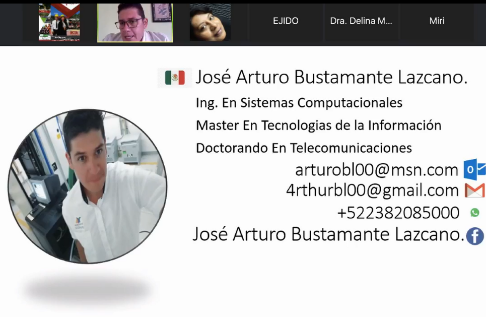 EJIDO
Dra. Delina M...
Miri
José Arturo Bustamante Lazcano.
Ing. En Sistemas Computacionales
Master En Tecnologias de la Información
Doctorando En Telecomunicaciones
arturobl00@msn.com
4rthurbl00@gmail.com
+522382085000
José Arturo Bustamante Lazcano.